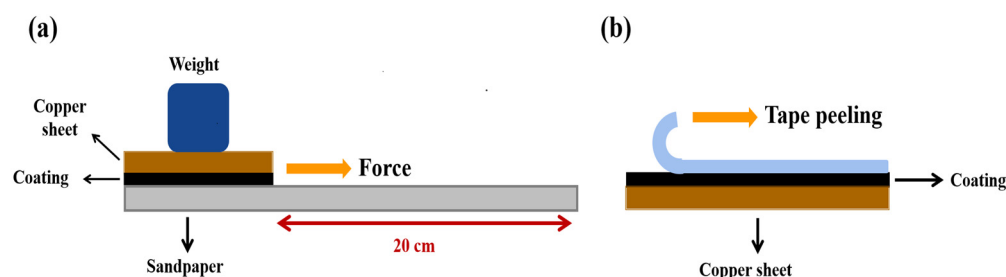 (a)
Weight
Copper
sheet
Coating
Force
20 cm
Sandpaper
(b)
Tape peeling
Coating
Copper sheet